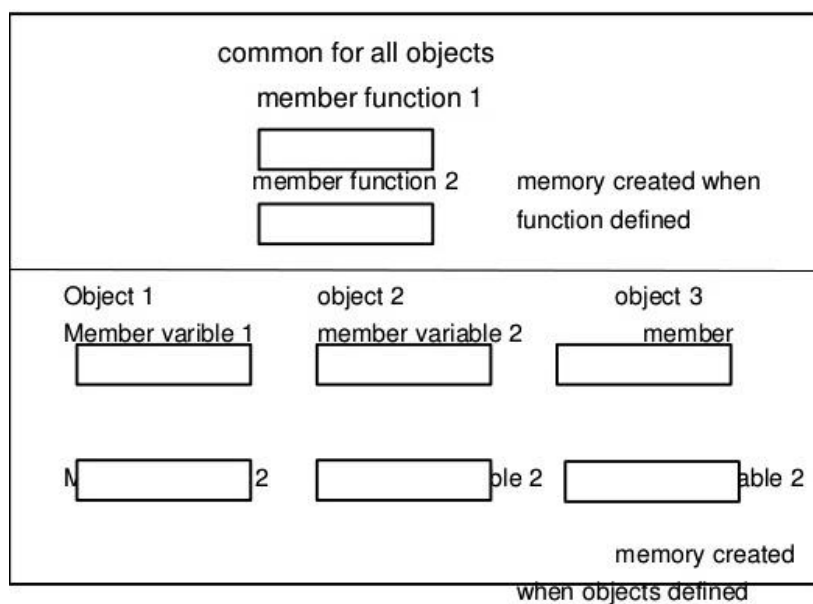 common for all objects
member function 1
member function 2 memory created when
function defined
Object 1 object 2 object 3
Member varible 1 member variable 2 member
2 ble 2 able 2
memory created
when objects defined